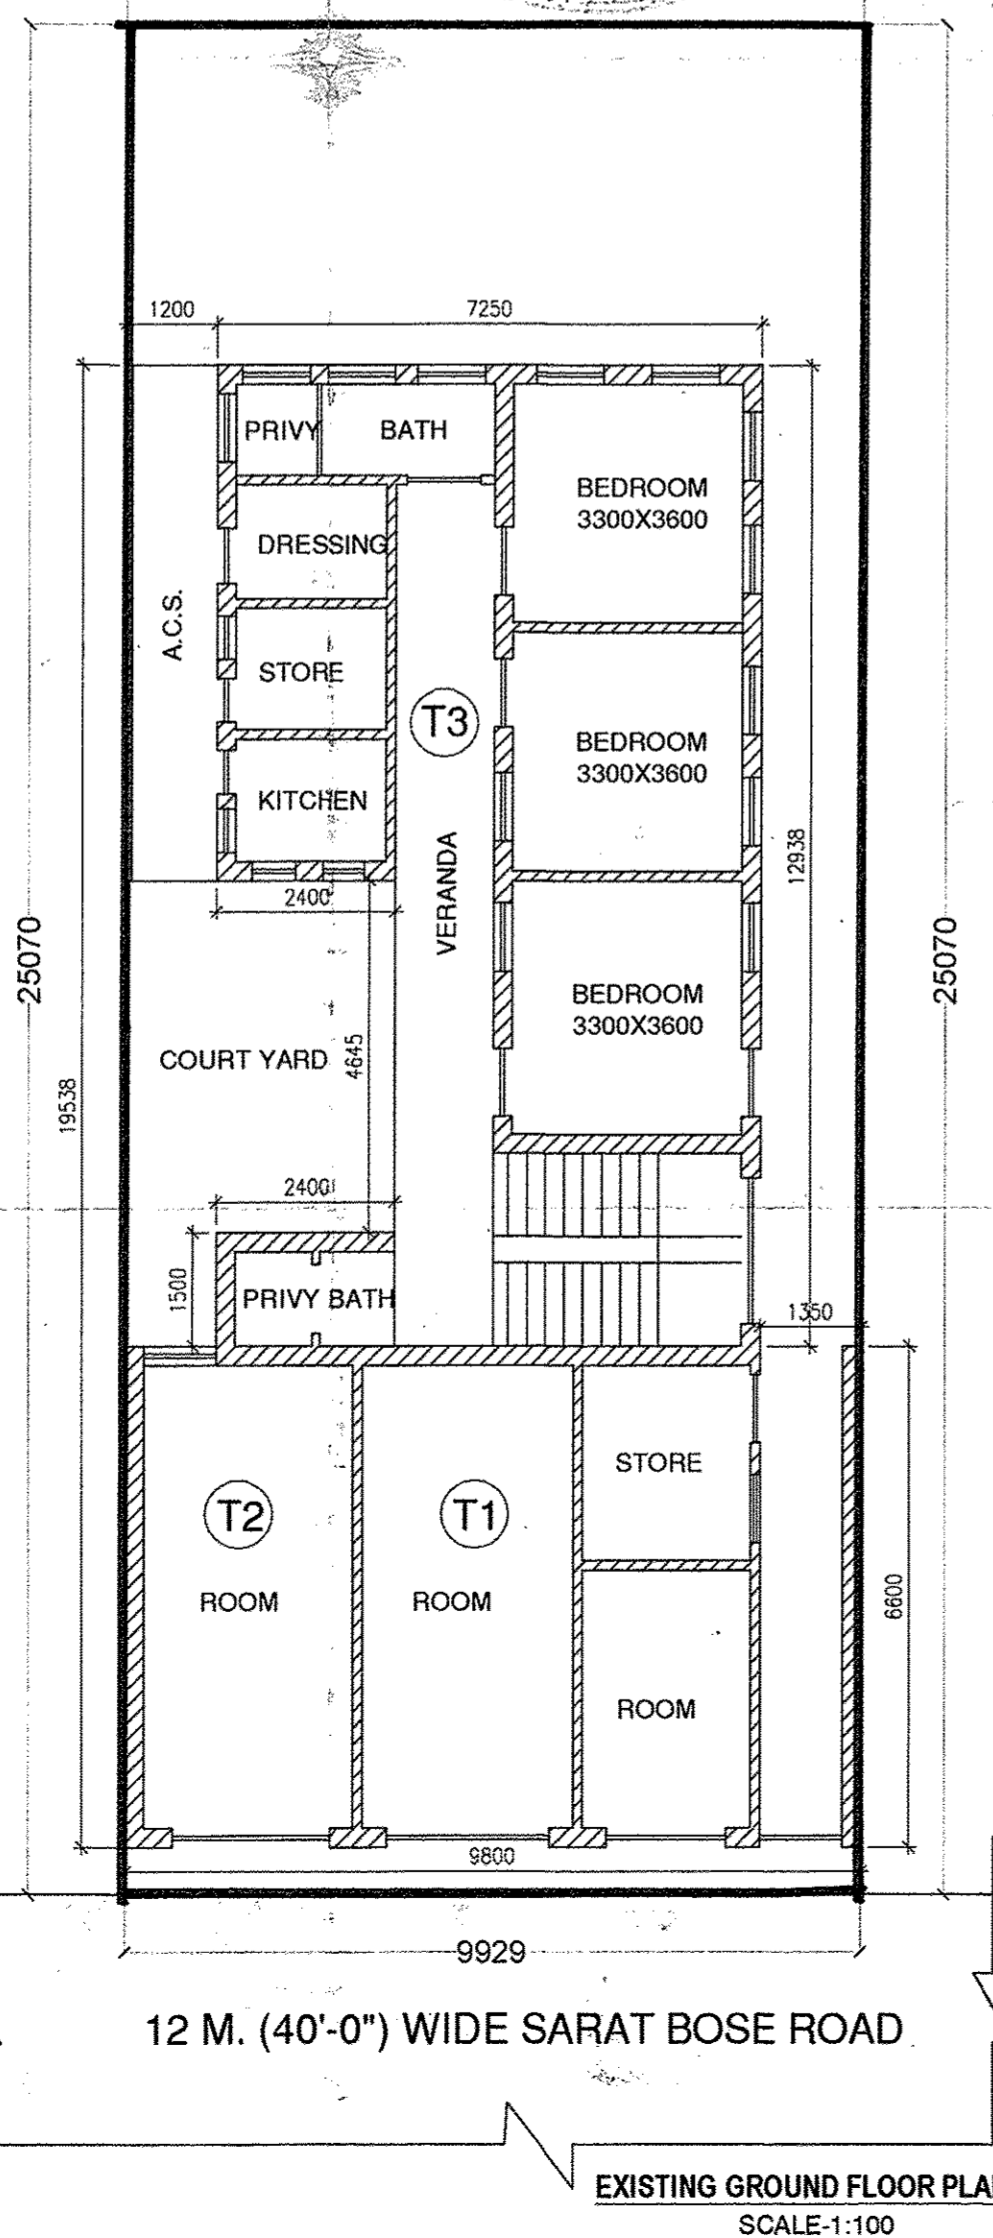 1200
7250
PRIVY
BATH
BEDROOM
3300X3600
DRESSING
A.C.S.
STORE
T3
BEDROOM
3300X3600
KITCHEN
VERANDA
12938
2400
25070
25070
BEDROOM
3300X3600
COURT YARD
4645
19538
2400
1500
PRIVY BATH
1350
STORE
T2
T1
ROOM
ROOM
6600
ROOM
9800
9929
12 M. (40'-0") WIDE SARAT BOSE ROAD
EXISTING GROUND FLOOR PLA
SCALE-1:100